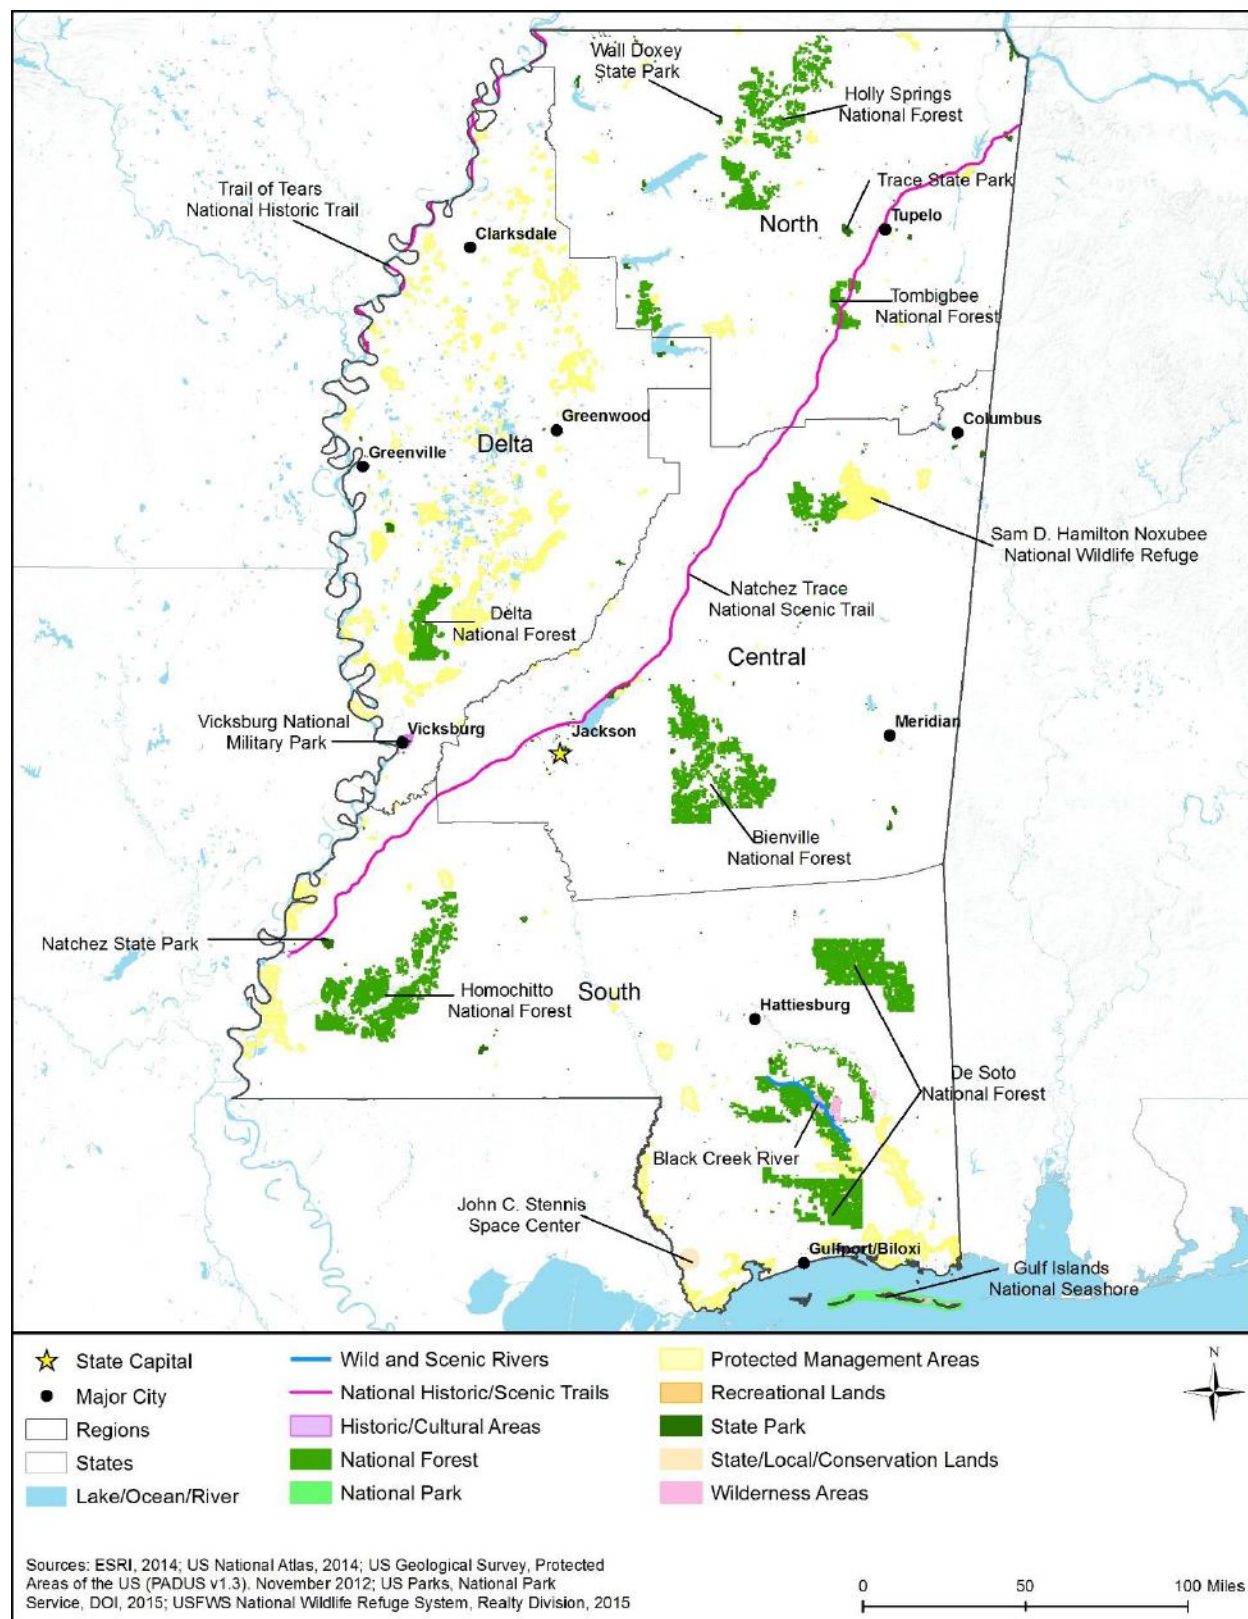 Wall Doxey
State Park
Holly Springs
National Forest
Trail of Tears
National Historic Trail
Trace State Park
North
Tupelo
Clarksdale
Tombigbee
National Forest
Greenwood
Columbus
Delta
Greenville
Sam D. Hamilton Noxubee
National Wildlife Refuge
Natchez Trace
National Scenic Trail
Delta
National Forest
Central
Vicksburg National
Military Park
Vicksburg
Jackson
Meridian
Bienville
National Forest
Natchez State Park
Homochitto
National Forest
South
Hattiesburg
De Soto
National Forest
Black Creek River
John C. Stennis
Space Center
Gulfport/Biloxi
Gulf Islands
National Seashore
State Capital
Major City
Regions
States
Lake/Ocean/River
Wild and Scenic Rivers
National Historic/Scenic Trails
Historic/Cultural Areas
National Forest
National Park
Protected Management Areas
Recreational Lands
State Park
State/Local/Conservation Lands
Wilderness Areas
N
Sources: ESRI, 2014; US National Atlas, 2014; US Geological Survey, Protected
Areas of the US (PADUS v1.3). November 2012; US Parks, National Park
Service, DOI, 2015; USFWS National Wildlife Refuge System, Realty Division, 2015
0 50 100 Miles